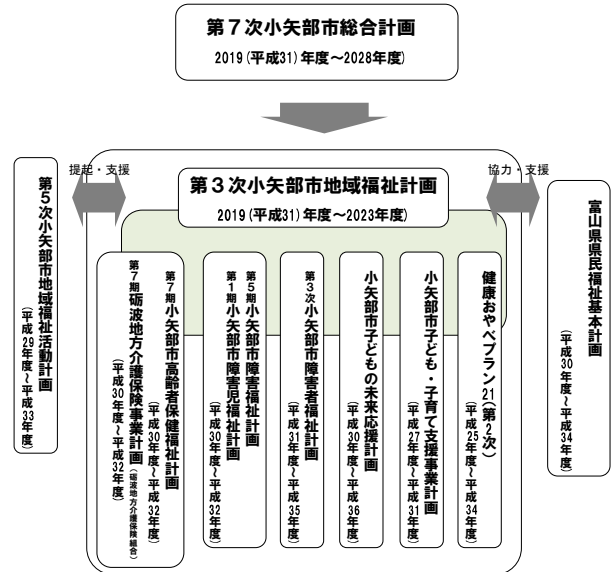 第７次小矢部市総合計画
2019(平成31)年度～2028年度)
提起・支援
協力・支援
第３次小矢部市地域福祉計画
2019(平成31)年度～2023年度)
第５次小矢部市地域福祉活動計画
(平成29年度～平成33年度)
第７期小矢部市高齢者保健福祉計画
(平成30年度～平成32年度)
第７期砺波地方介護保険事業計画(砺波地方介護保険組合)
(平成30年度～平成32年度)
第５期小矢部市障害福祉計画
第１期小矢部市障害児福祉計画
(平成30年度～平成32年度)
第３次小矢部市障害者福祉計画
(平成31年度～平成35年度)
小矢部市子どもの未来応援計画
(平成30年度～平成36年度)
小矢部市子ども・子育て支援事業計画
(平成27年度～平成31年度)
健康おやべプラン21(第２次)
(平成25年度～平成34年度)
富山県県民福祉基本計画
(平成30年度～平成34年度)